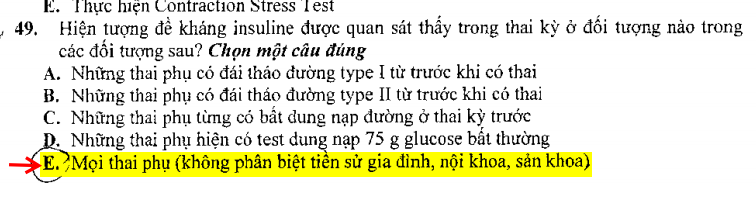 E. Thực hiện Contraction Stress Test
49. Hiện tượng đề kháng insuline được quan sát thấy trong thai kỳ ở đối tượng nào trong
các đối tượng sau? Chọn một câu đúng
A. Những thai phụ có đái tháo đường type I từ trước khi có thai
B. Những thai phụ có đái tháo đường type II từ trước khi có thai
C. Những thai phụ từng có bất dung nạp đường ở thai kỳ trước
D. Những thai phụ hiện có test dung nạp 75 g glucose bất thường
E. Mọi thai phụ (không phân biệt tiền sử gia đình, nội khoa, sản khoa)